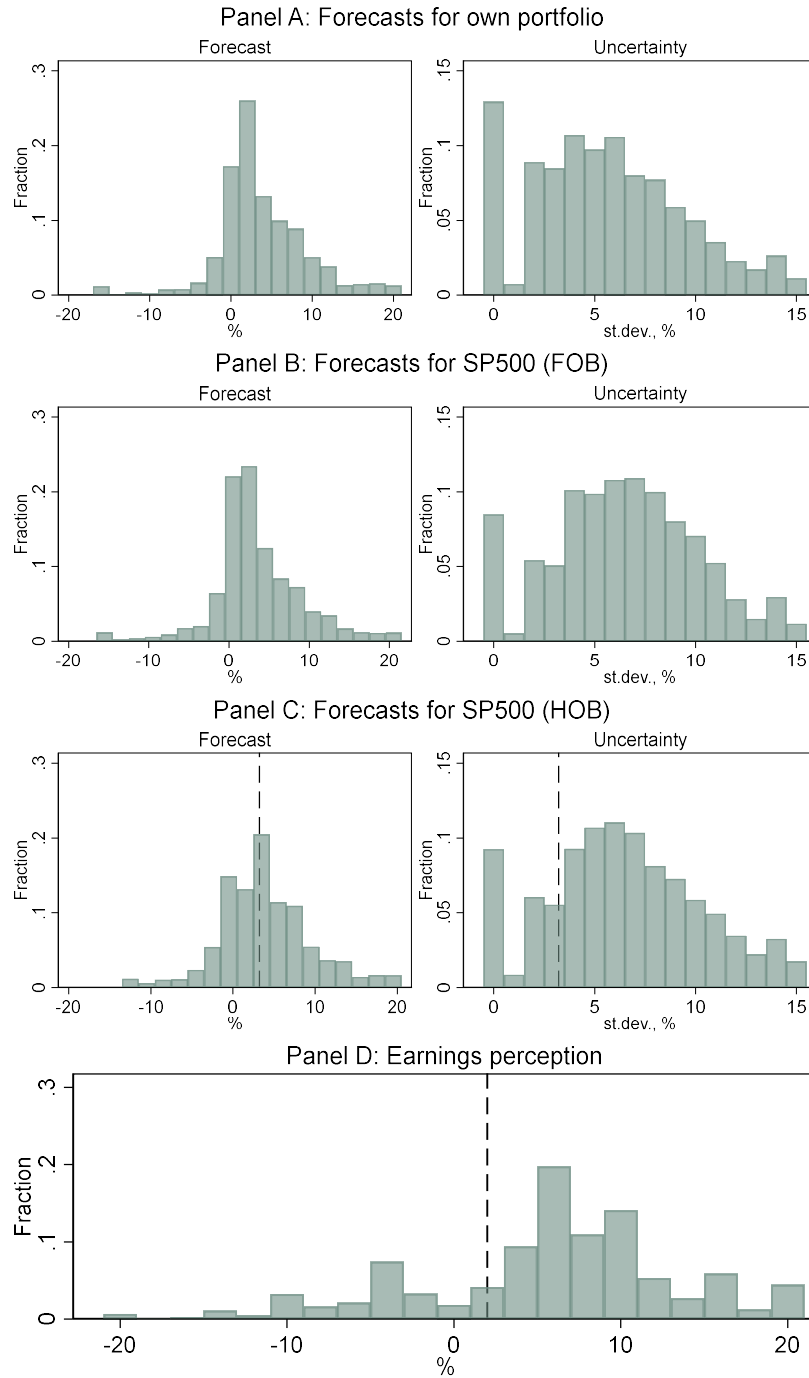 Panel A: Forecasts for own portfolio
Forecast
Uncertainty
Fraction
0 .1 .2 .3
-20 -10 0 10 20
%
Fraction
0 .05 .1 .15
0 5 10 15
st.dev., %
Panel B: Forecasts for SP500 (FOB)
Forecast
Uncertainty
Fraction
0 .1 .2 .3
-20 -10 0 10 20
%
Fraction
0 .05 .1 .15
0 5 10 15
st.dev., %
Panel C: Forecasts for SP500 (HOB)
Forecast
Uncertainty
Fraction
0 .1 .2 .3
-20 -10 0 10 20
%
Fraction
0 .05 .1 .15
0 5 10 15
st.dev., %
Panel D: Earnings perception
Fraction
0 .1 .2 .3
-20 -10 0 10 20
%